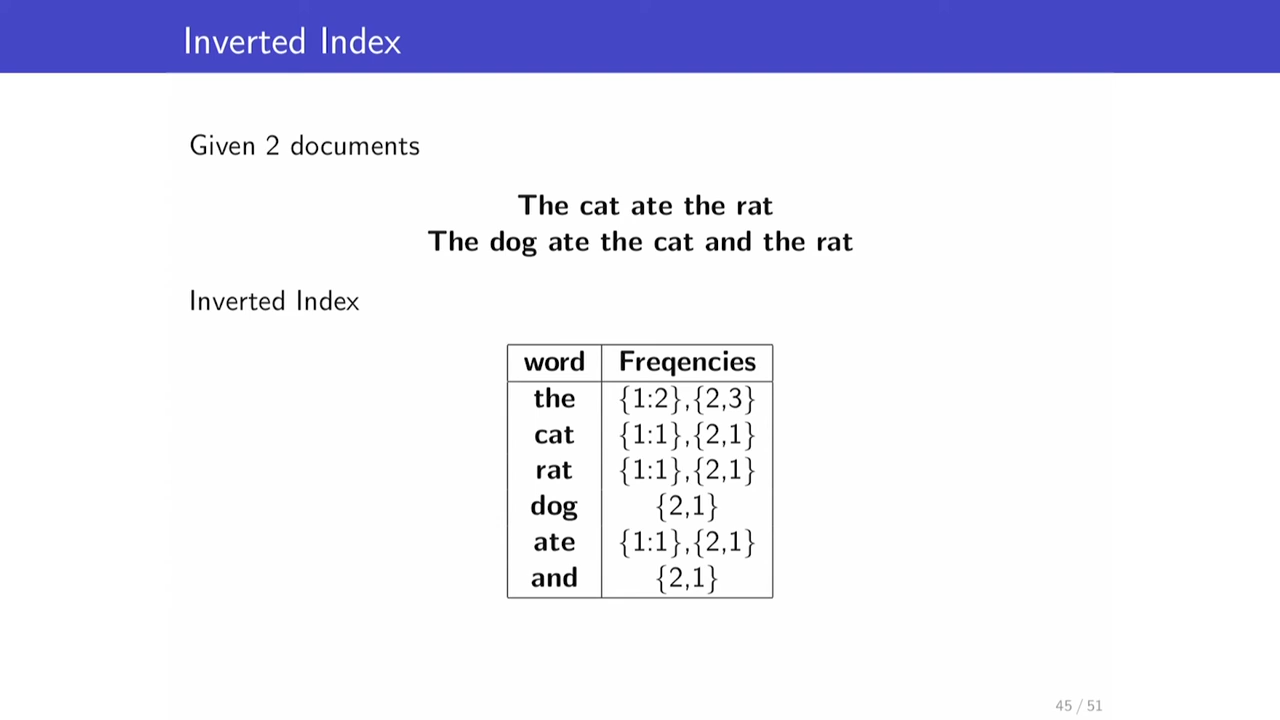 Inverted Index
Given 2 documents
The cat ate the rat
The dog ate the cat and the rat
Inverted Index
word Freqencies
the {1:2},{2,3}
cat {1:1},{2,1}
rat {1:1},{2,1}
dog {2,1}
ate {1:1},{2,1}
and {2,1}
45 / 51